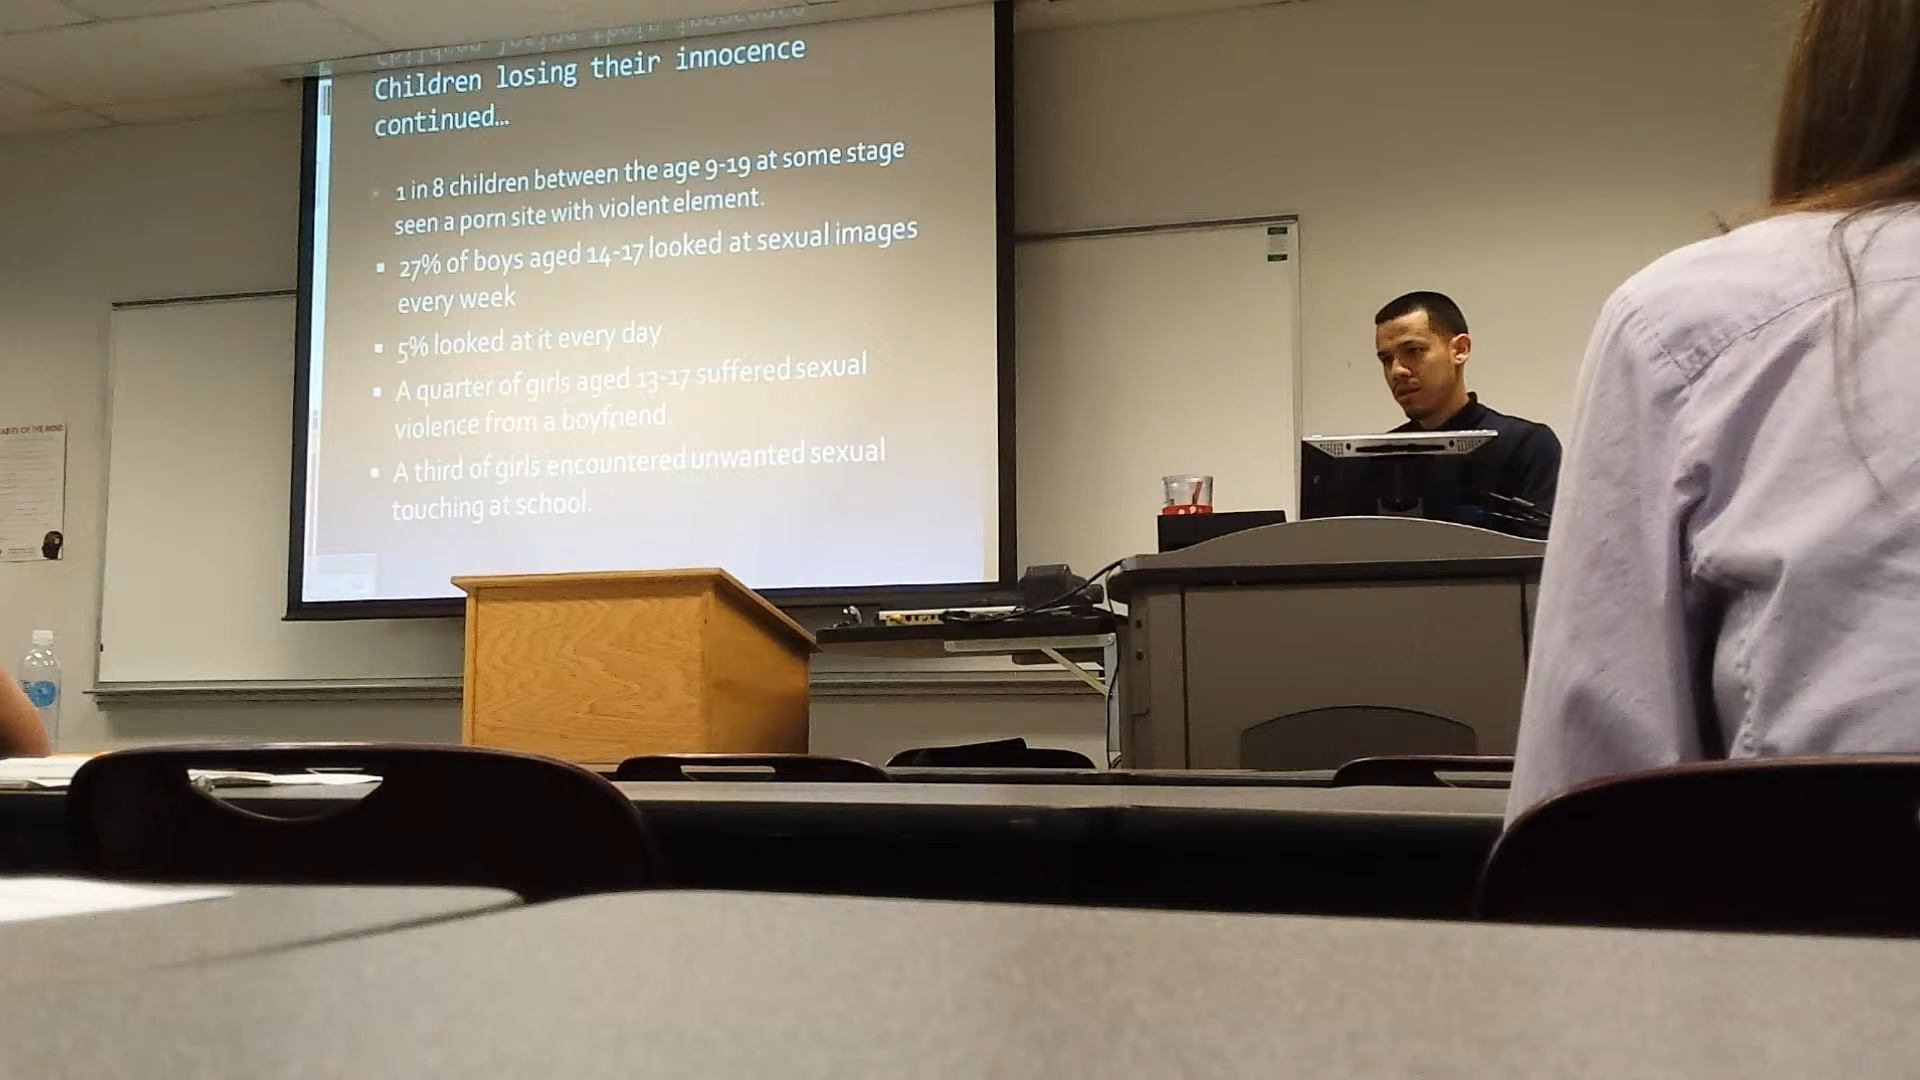 Children losing their innocence
continued…
1 in 8 children between the age 9-19 at some stage
seen a porn site with violent element.
27% of boys aged 14-17 looked at sexual images
every week
5% looked at it every day
A quarter of girls aged 13-17 suffered sexual
violence from a boyfriend.
A third of girls encountered unwanted sexual
touching at school.